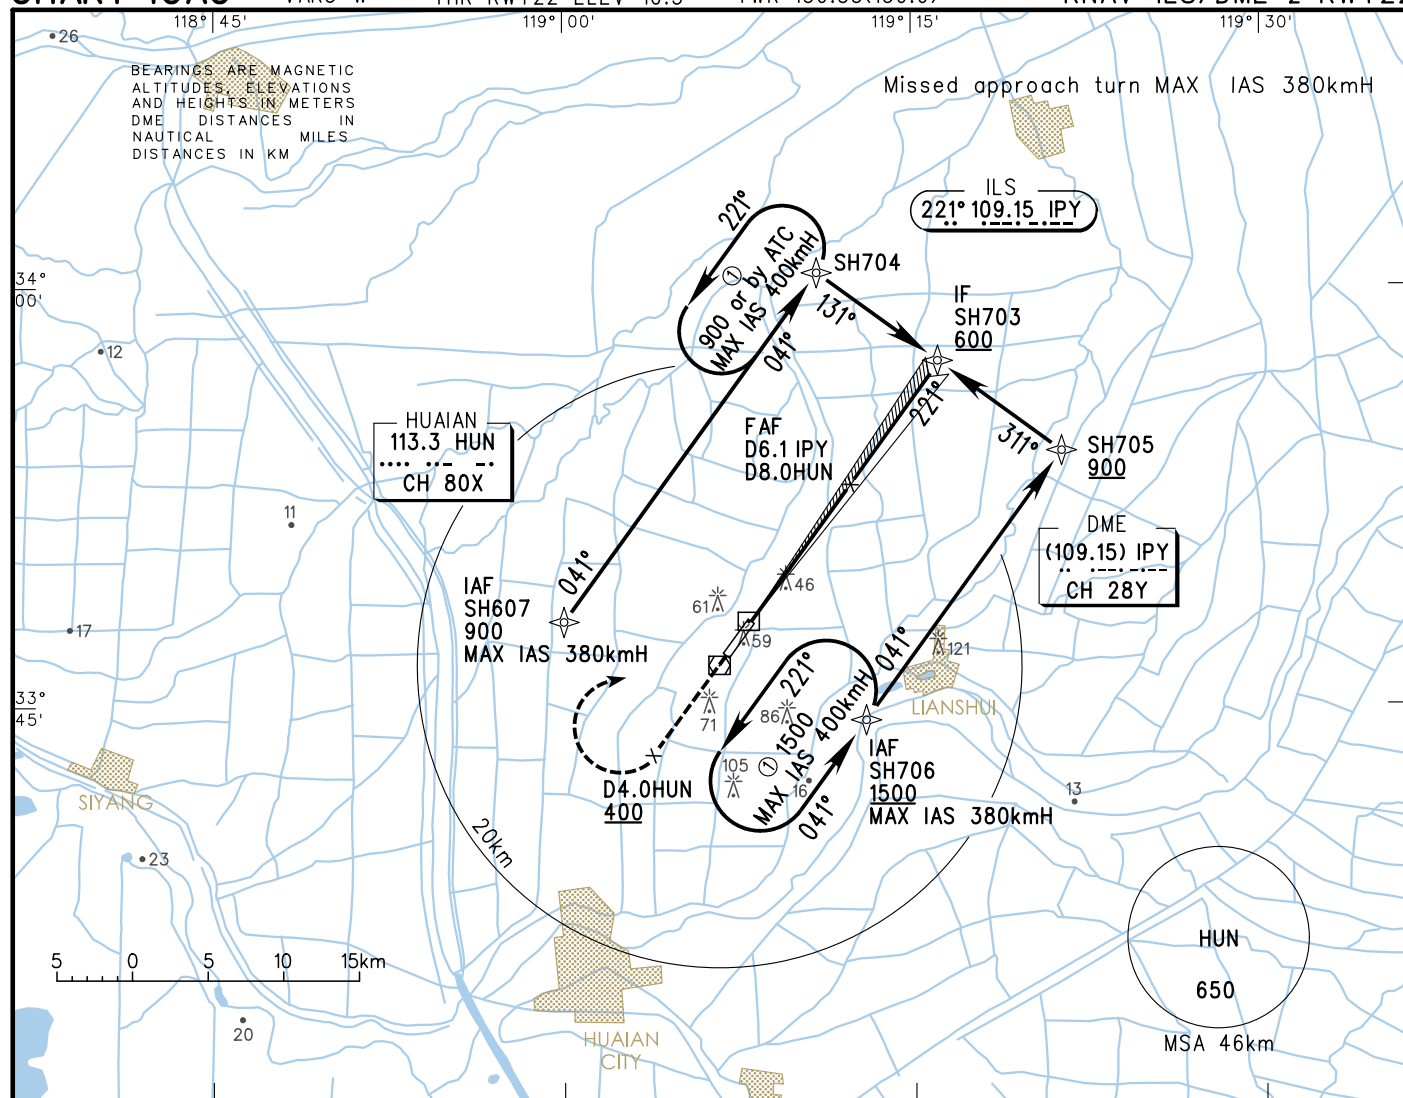 118° 45'
119° 00'
119° 15'
119° 30'
26
BEARINGS ARE MAGNETIC
ALTITUDES, ELEVATIONS
AND HEIGHTS IN METERS
DME DISTANCES IN
NAUTICAL MILES
DISTANCES IN KM
Missed approach turn MAX IAS 380kmH
ILS
221° 109.15 IPY
221°
① 900 or by ATC
MAX IAS 400kmH
041°
SH704
131°
34°
00'
IF
SH703
600
12
221°
HUAIAN
113.3 HUN
CH 80X
FAF
D6.1 IPY
D8.0HUN
311°
SH705
900
11
DME
(109.15) IPY
CH 28Y
041°
IAF
SH607
900
MAX IAS 380kmH
46
61
59
17
041°
121
LIANSHUI
33°
45'
71
221°
86
① 1500
MAX IAS 400kmH
041°
105
16
IAF
SH706
1500
MAX IAS 380kmH
D4.0HUN
400
13
SIYANG
20km
23
HUN
650
MSA 46km
5 0 5 10 15km
20
HUAIAN
CITY